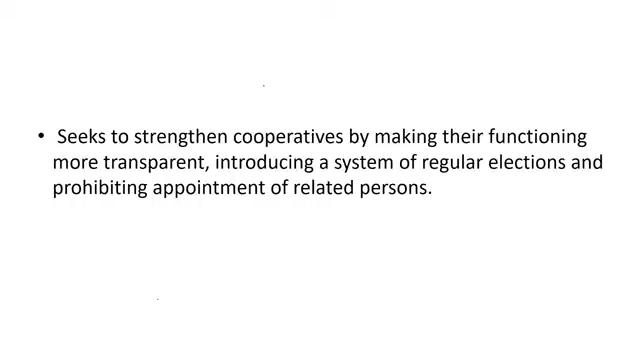 • Seeks to strengthen cooperatives by making their functioning
more transparent, introducing a system of regular elections and
prohibiting appointment of related persons.